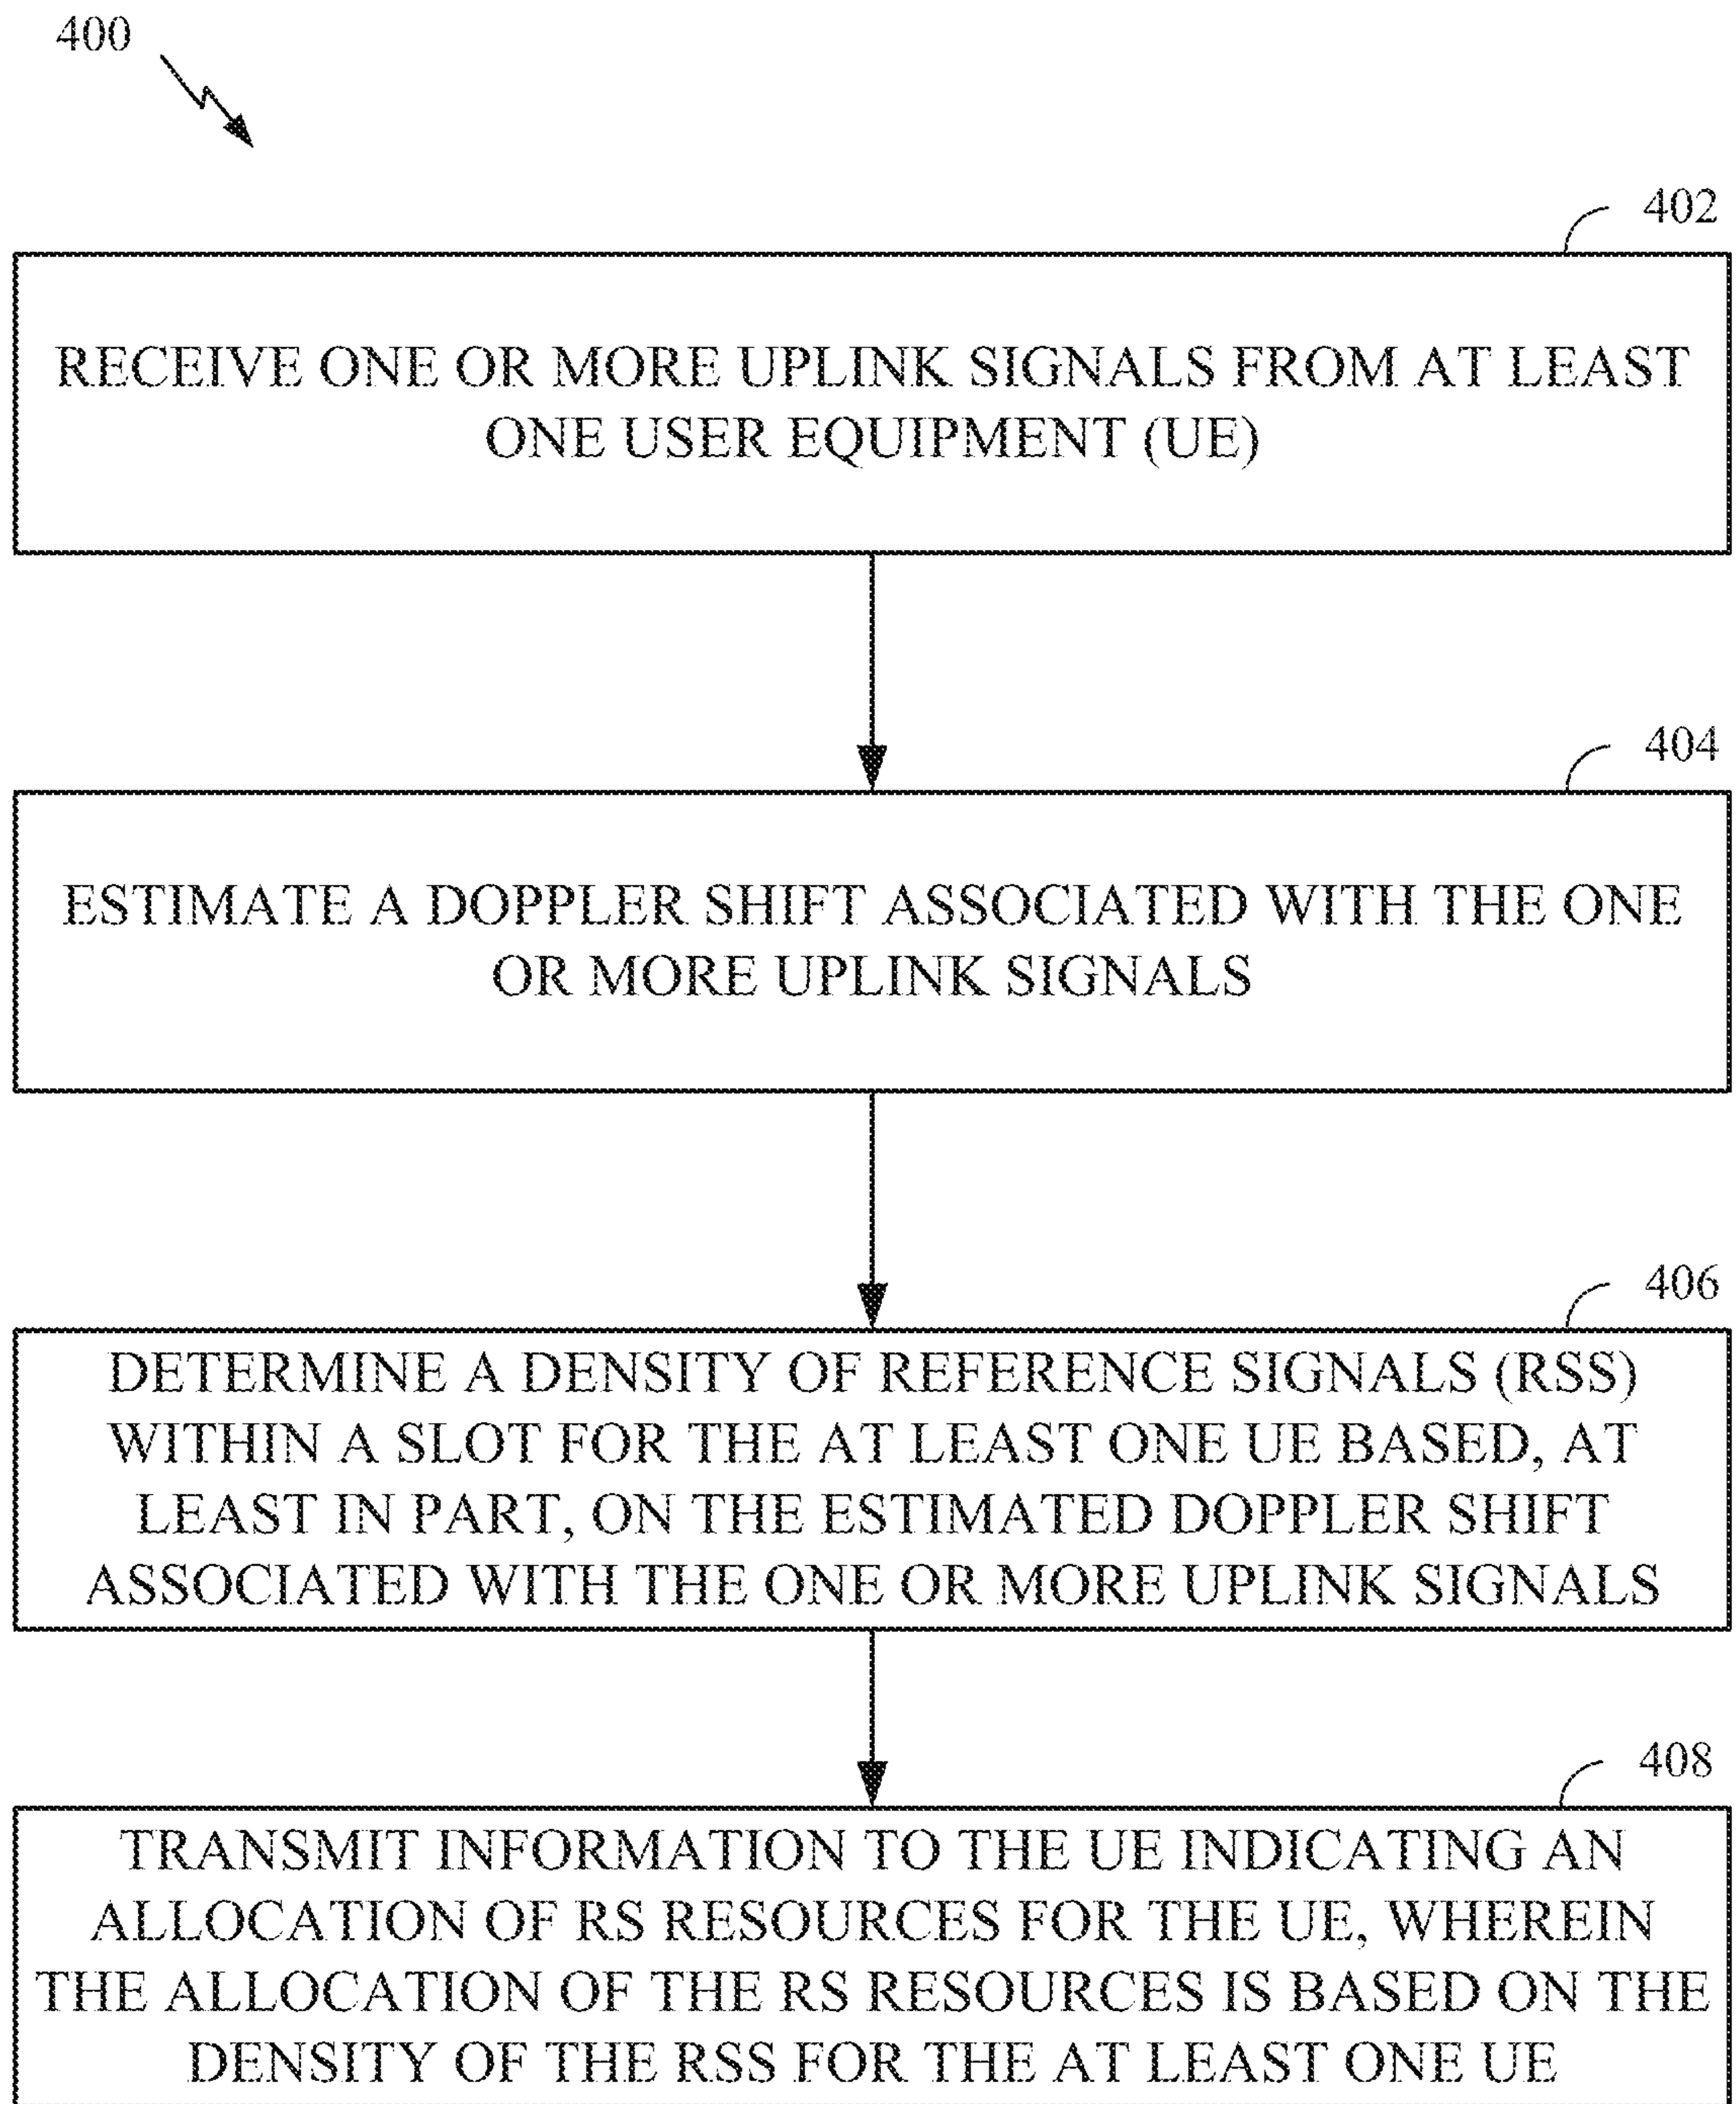 400
402
RECEIVE ONE OR MORE UPLINK SIGNALS FROM AT LEAST
ONE USER EQUIPMENT (UE)
404
ESTIMATE A DOPPLER SHIFT ASSOCIATED WITH THE ONE
OR MORE UPLINK SIGNALS
406
DETERMINE A DENSITY OF REFERENCE SIGNALS (RSS)
WITHIN A SLOT FOR THE AT LEAST ONE UE BASED, AT
LEAST IN PART, ON THE ESTIMATED DOPPLER SHIFT
ASSOCIATED WITH THE ONE OR MORE UPLINK SIGNALS
408
TRANSMIT INFORMATION TO THE UE INDICATING AN
ALLOCATION OF RS RESOURCES FOR THE UE, WHEREIN
THE ALLOCATION OF THE RS RESOURCES IS BASED ON THE
DENSITY OF THE RSS FOR THE AT LEAST ONE UE